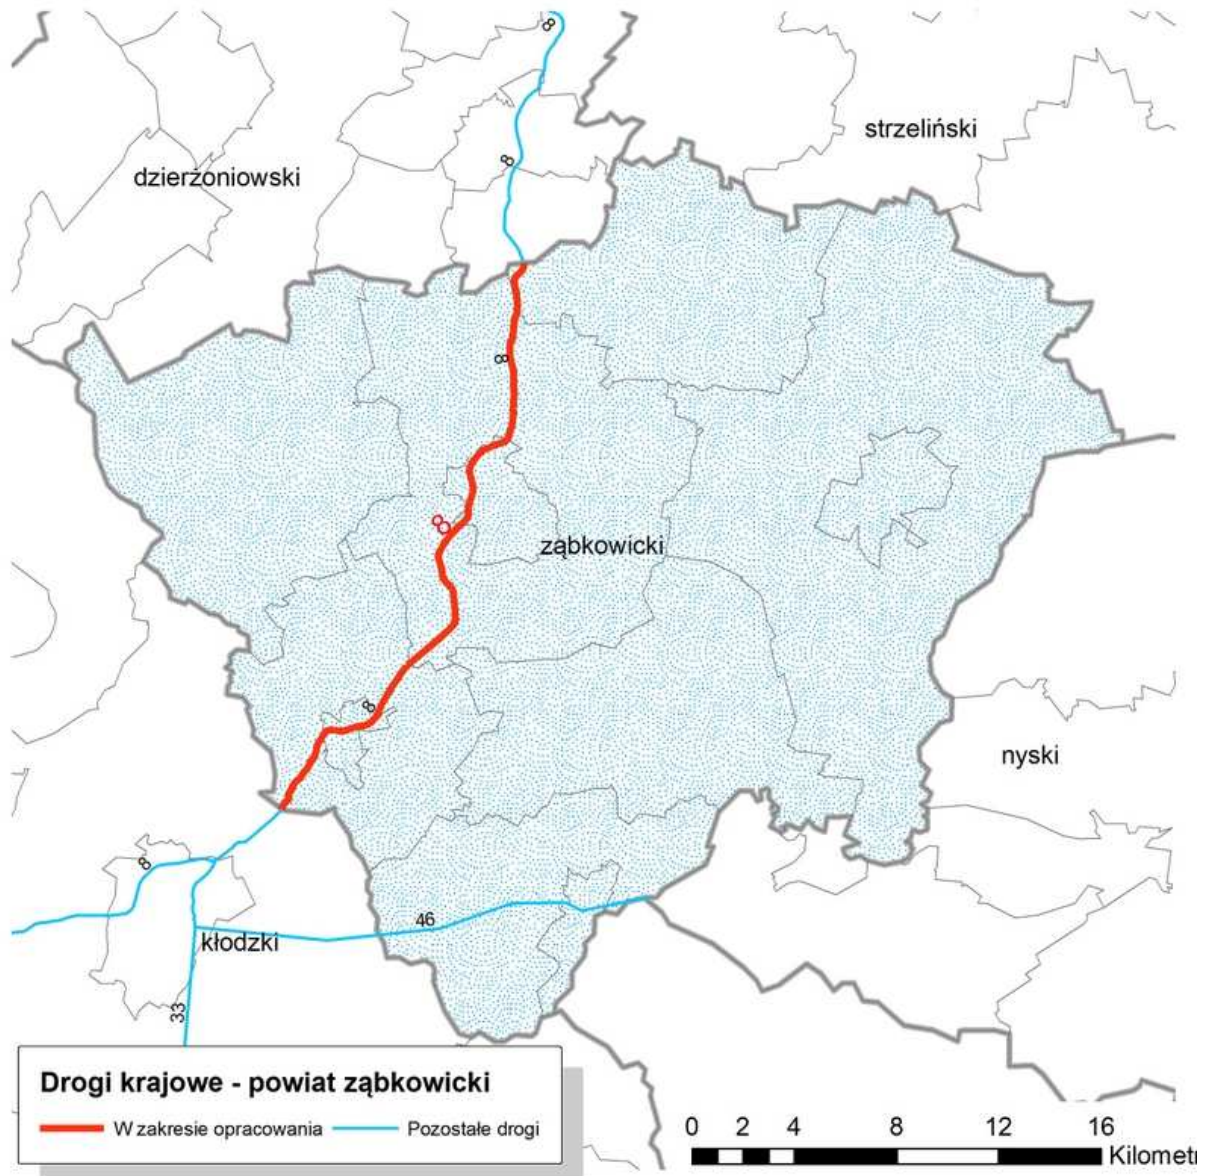 8
strzeliński
8
dzierżoniowski
8
8
ząbkowicki
8
nyski
8
46
kłodzki
33
Drogi krajowe - powiat ząbkowicki
W zakresie opracowania
Pozostałe drogi
0 2 4 8 12 16
Kilomet